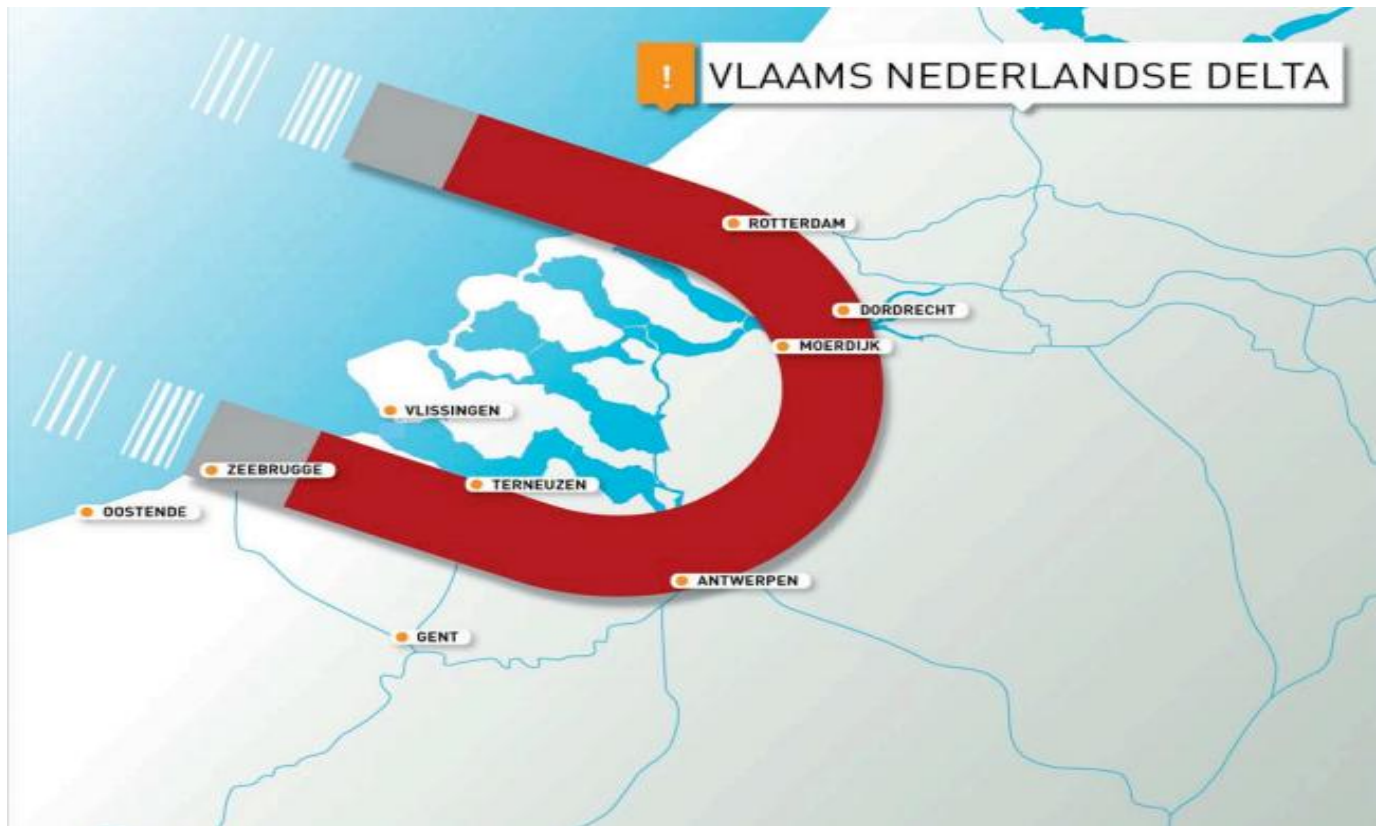 ! VLAAMS NEDERLANDSE DELTA
ROTTERDAM
DORDRECHT
MOERDIJK
VLISSINGEN
ZEEBRUGGE
TERNEUZEN
OOSTENDE
ANTWERPEN
GENT